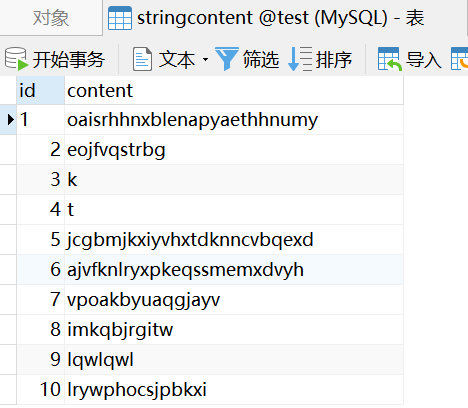 对象 stringcontent @test (MySQL) - 表
开始事务 文本 筛选 排序 导入
id content
1 oaisrhhnxblenapyaethhnumy
2 eojfvqstrbg
3 k
4 t
5 jcgbmjkxiyvhxtdknncvbqexd
6 ajvfknlryxpkeqssmemxdvyh
7 vpoakbyuaqgjayv
8 imkqbjrgitw
9 lqwlqwl
10 lrywphocsjpbkxi